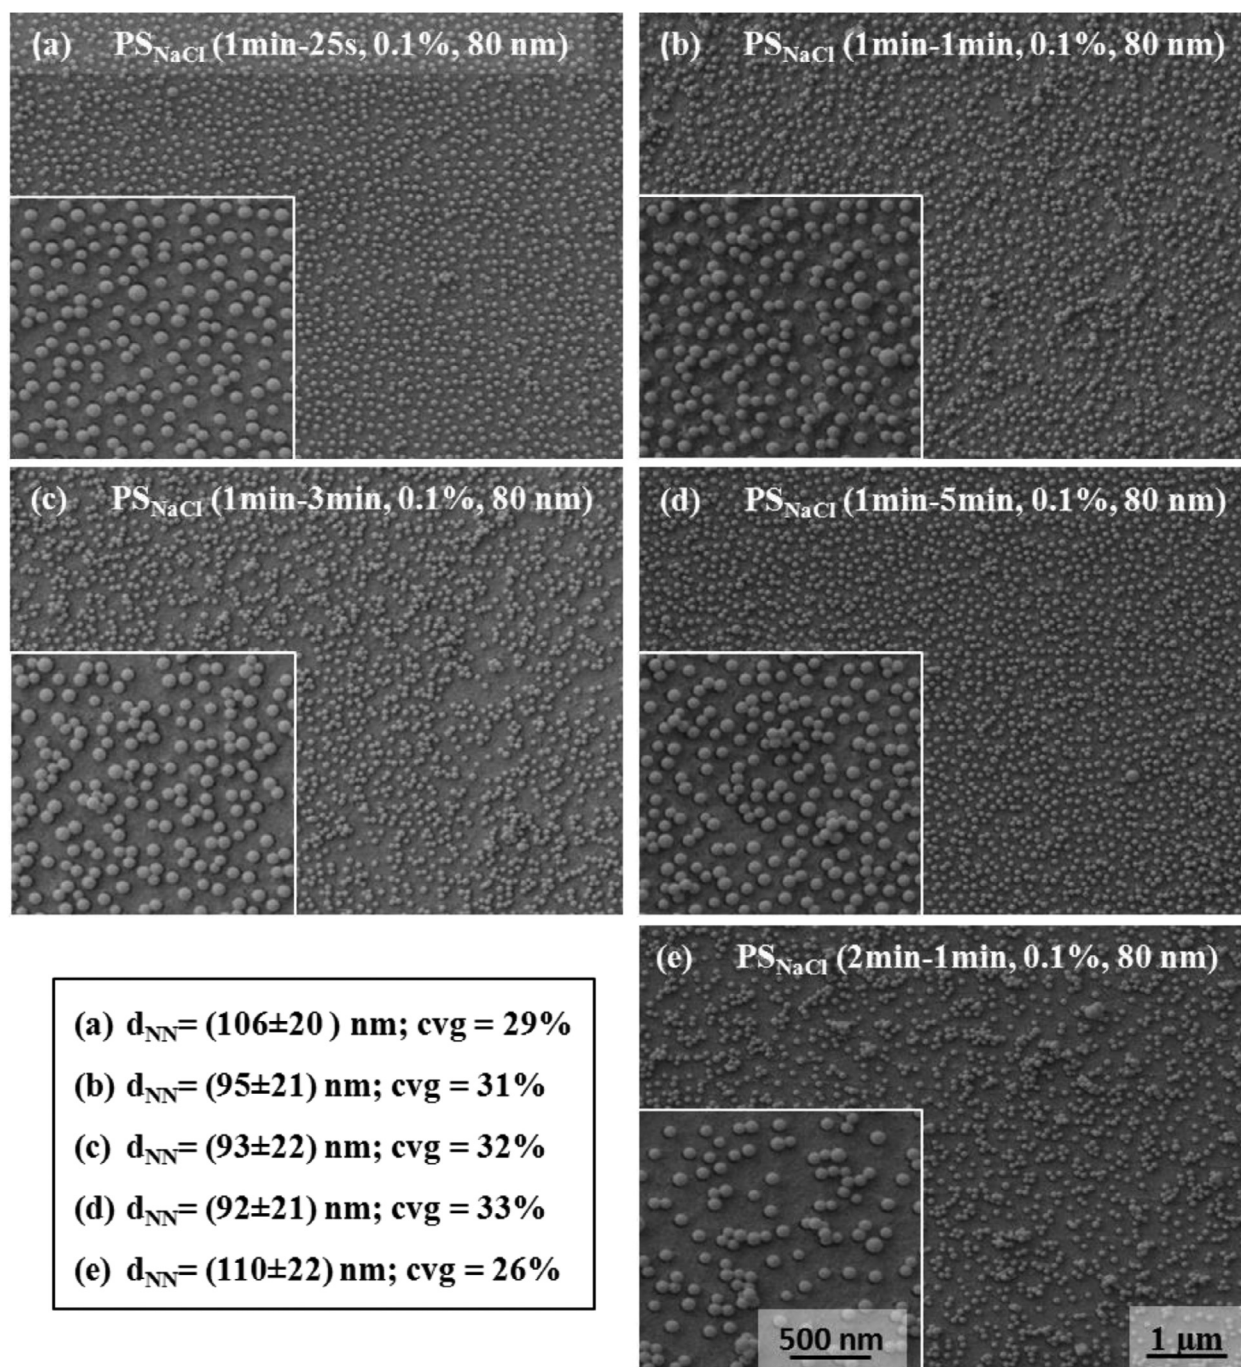 (a) PSNaCl (1min-25s, 0.1%, 80 nm)
(b) PSNaCl (1min-1min, 0.1%, 80 nm)
(c) PSNaCl (1min-3min, 0.1%, 80 nm)
(d) PSNaCl (1min-5min, 0.1%, 80 nm)
(e) PSNaCl (2min-1min, 0.1%, 80 nm)
(a) dNN= (106±20 ) nm; cvg = 29%
(b) dNN= (95±21) nm; cvg = 31%
(c) dNN= (93±22) nm; cvg = 32%
(d) dNN= (92±21) nm; cvg = 33%
(e) dNN= (110±22) nm; cvg = 26%
500 nm
1 µm